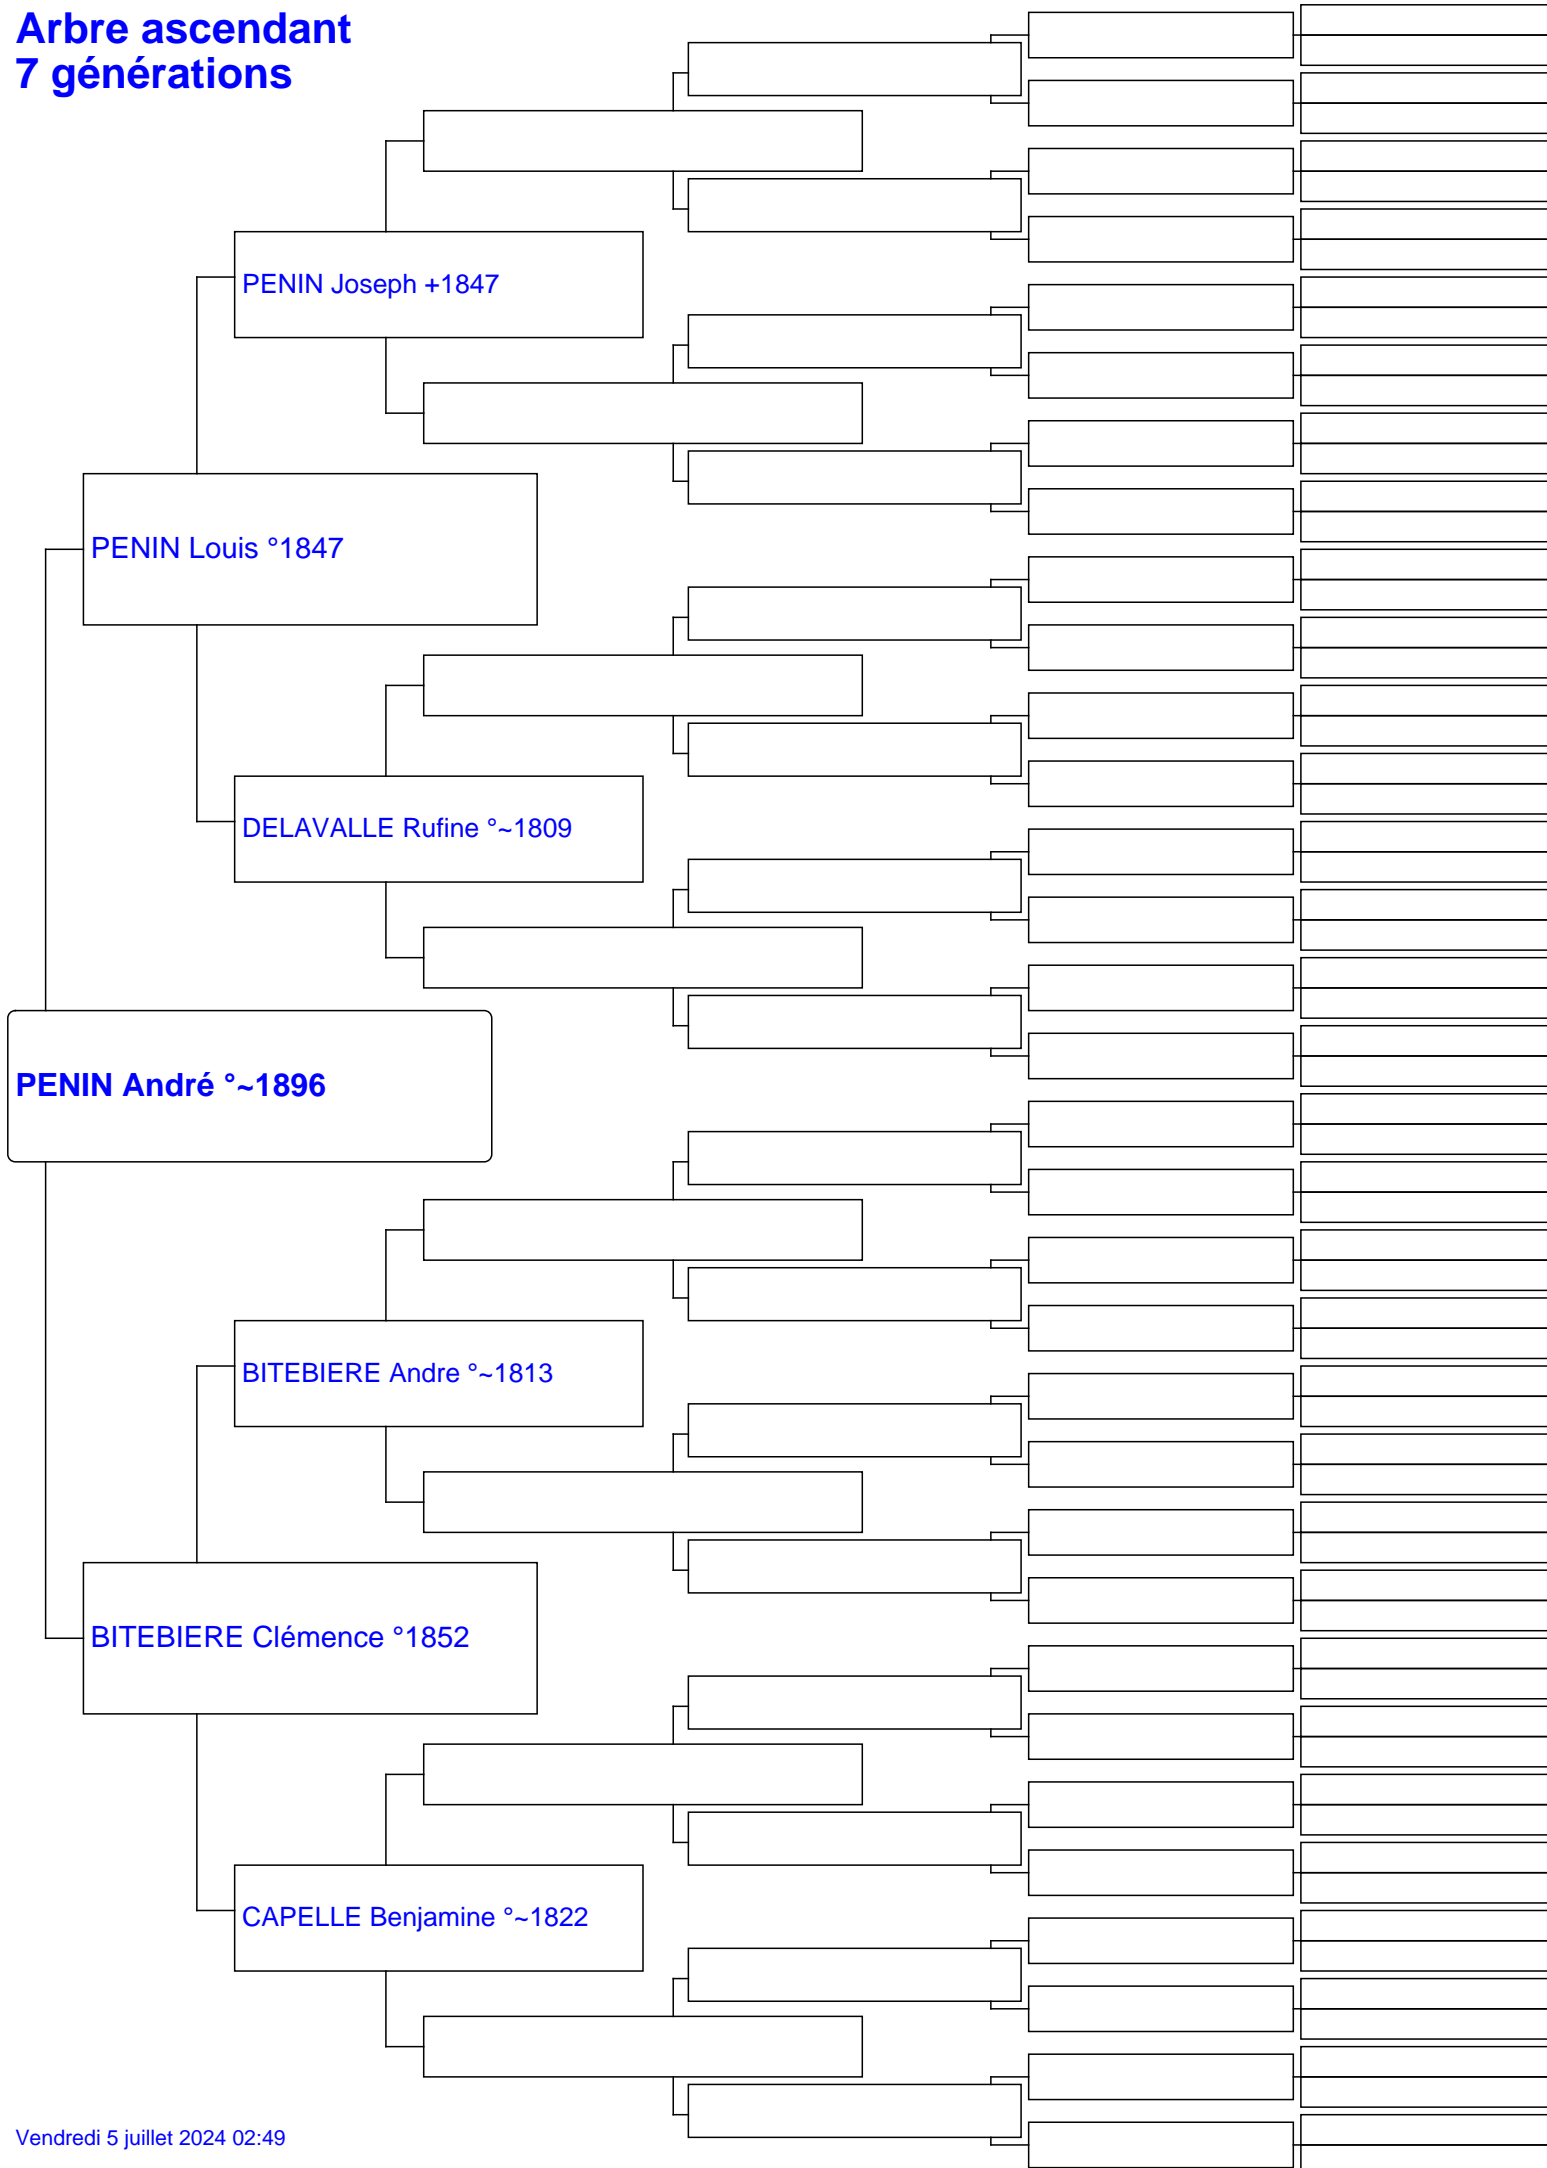 Arbre ascendant
7 générations
PENIN Joseph +1847
PENIN Louis °1847
DELAVALLE Rufine °~1809
PENIN André °~1896
BITEBIERE Andre °~1813
BITEBIERE Clémence °1852
CAPELLE Benjamine °~1822
Vendredi 5 juillet 2024 02:49